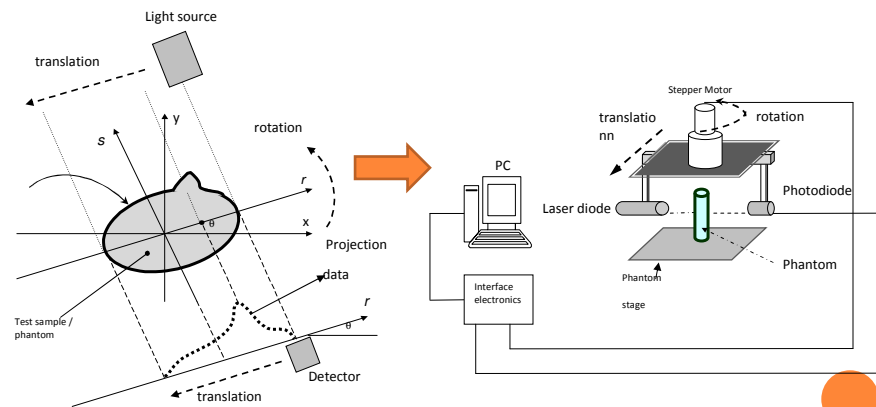 Light source
translation
y
s
rotation
r
x
θ
Projection
data
Test sample /
phantom
r
θ
Detector
translation
Stepper Motor
translatio
nn
rotation
PC
Photodiode
Laser diode
Phantom
Phantom
stage
Interface
electronics